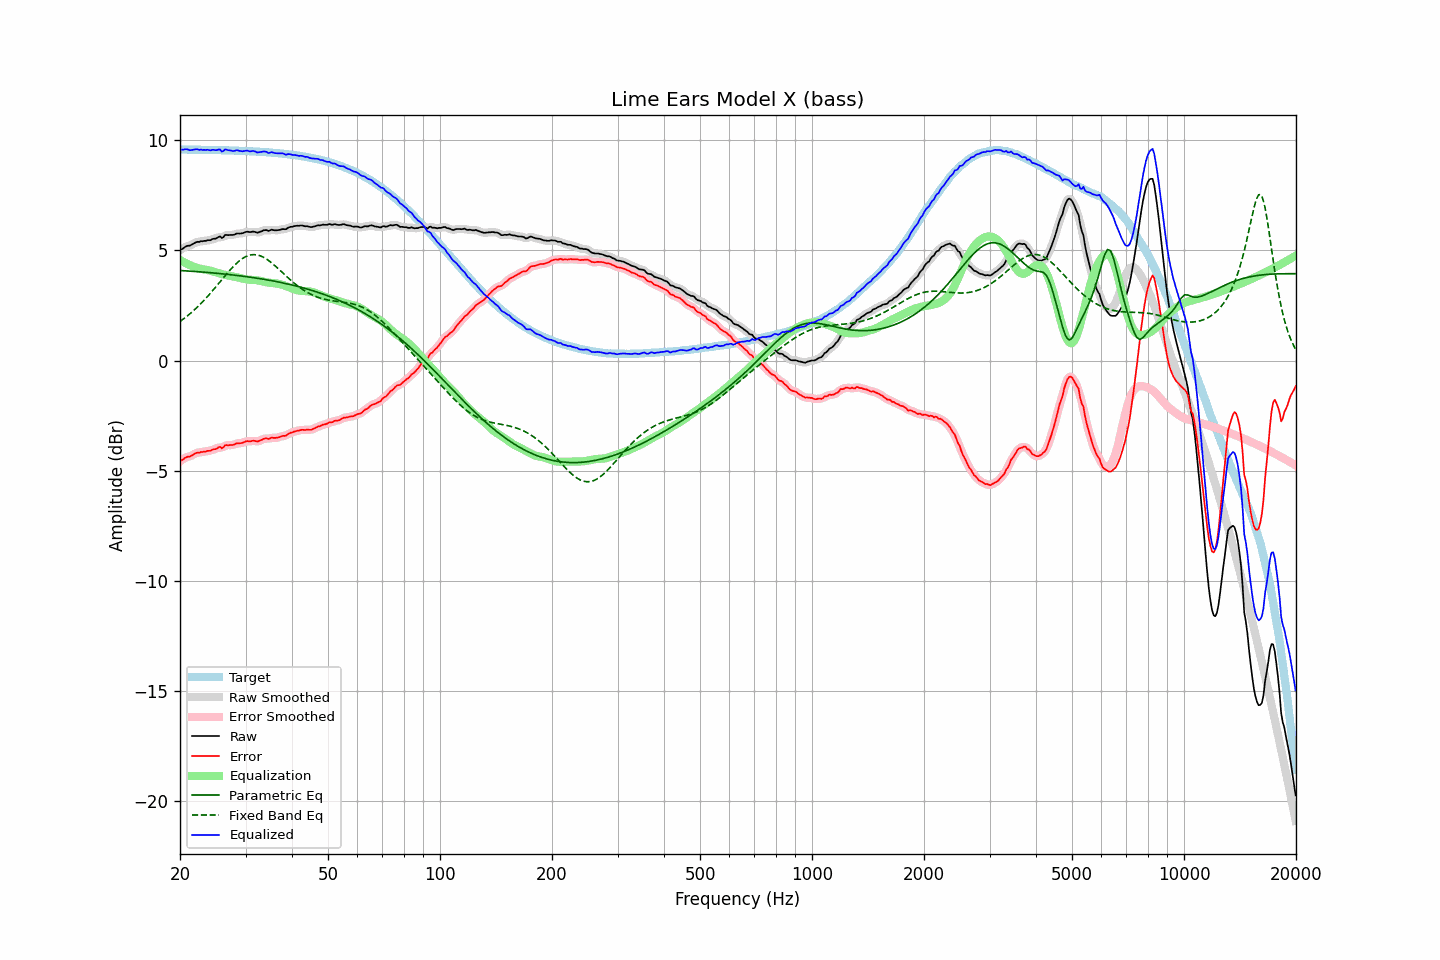 Lime Ears Model X (bass)
10
5
0
−5
−10
−15
−20
Amplitude (dBr)
Target
Raw Smoothed
Error Smoothed
Raw
Error
Equalization
Parametric Eq
Fixed Band Eq
Equalized
20 50 100 200 500 1000 2000 5000 10000 20000
Frequency (Hz)